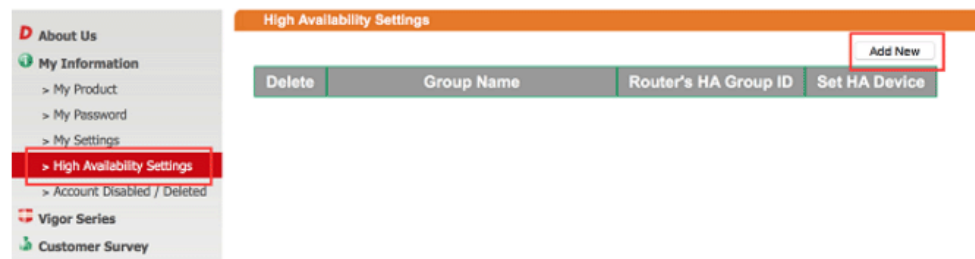 About Us
My Information
> My Product
> My Password
> My Settings
> High Availability Settings
> Account Disabled / Deleted
Vigor Series
Customer Survey
High Availability Settings
Add New
Delete Group Name Router's HA Group ID Set HA Device